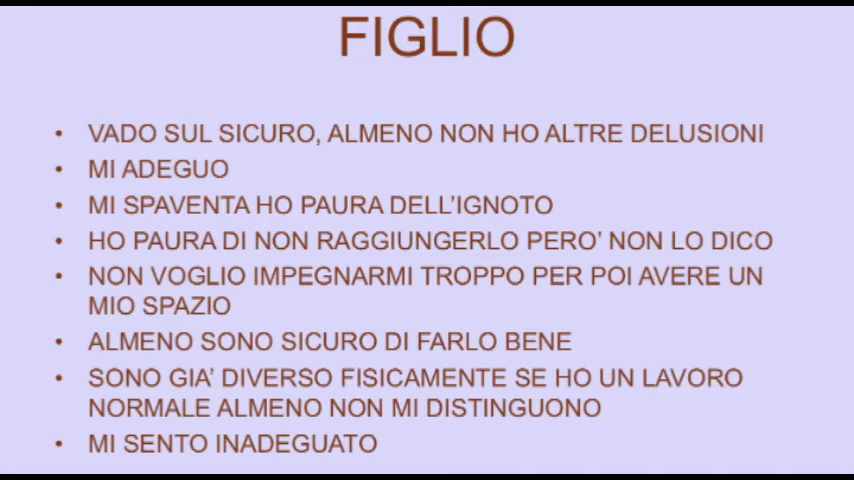 FIGLIO
• VADO SUL SICURO, ALMENO NON HO ALTRE DELUSIONI
• MI ADEGUO
• MI SPAVENTA HO PAURA DELL'IGNOTO
• HO PAURA DI NON RAGGIUNGERLO PERO' NON LO DICO
• NON VOGLIO IMPEGNARMI TROPPO PER POI AVERE UN
MIO SPAZIO
• ALMENO SONO SICURO DI FARLO BENE
• SONO GIA' DIVERSO FISICAMENTE SE HO UN LAVORO
NORMALE ALMENO NON MI DISTINGUONO
• MI SENTO INADEGUATO